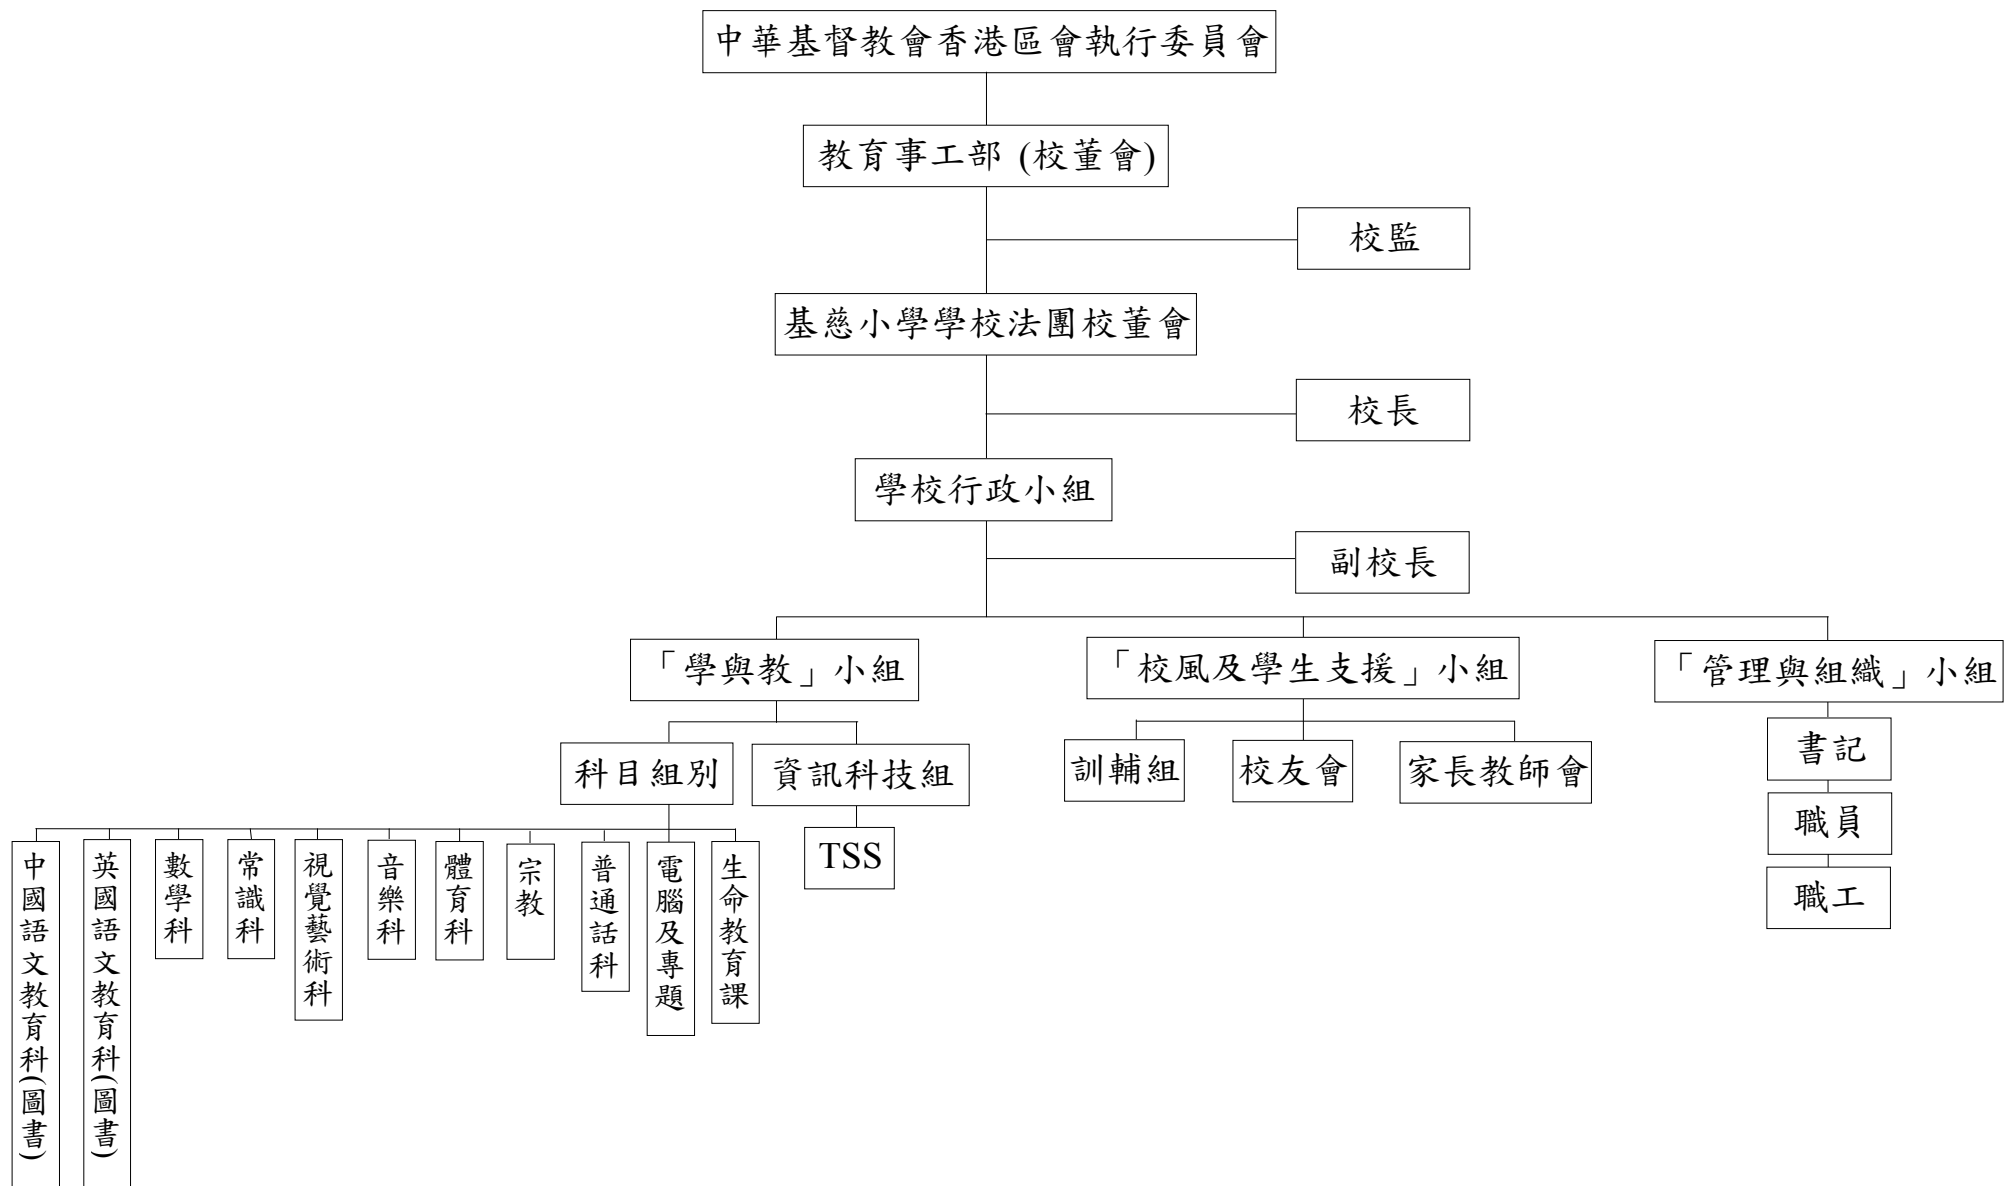 中華基督教會香港區會執行委員會
教育事工部 (校董會)
校監
基慈小學學校法團校董會
校長
學校行政小組
副校長
「學與教」小組
「校風及學生支援」小組
「管理與組織」小組
科目組別
資訊科技組
訓輔組
校友會
家長教師會
書記
職員
職工
TSS
中國語文教育科(圖書)
英國語文教育科(圖書)
數學科
常識科
視覺藝術科
音樂科
體育科
宗教
普通話科
電腦及專題
生命教育課